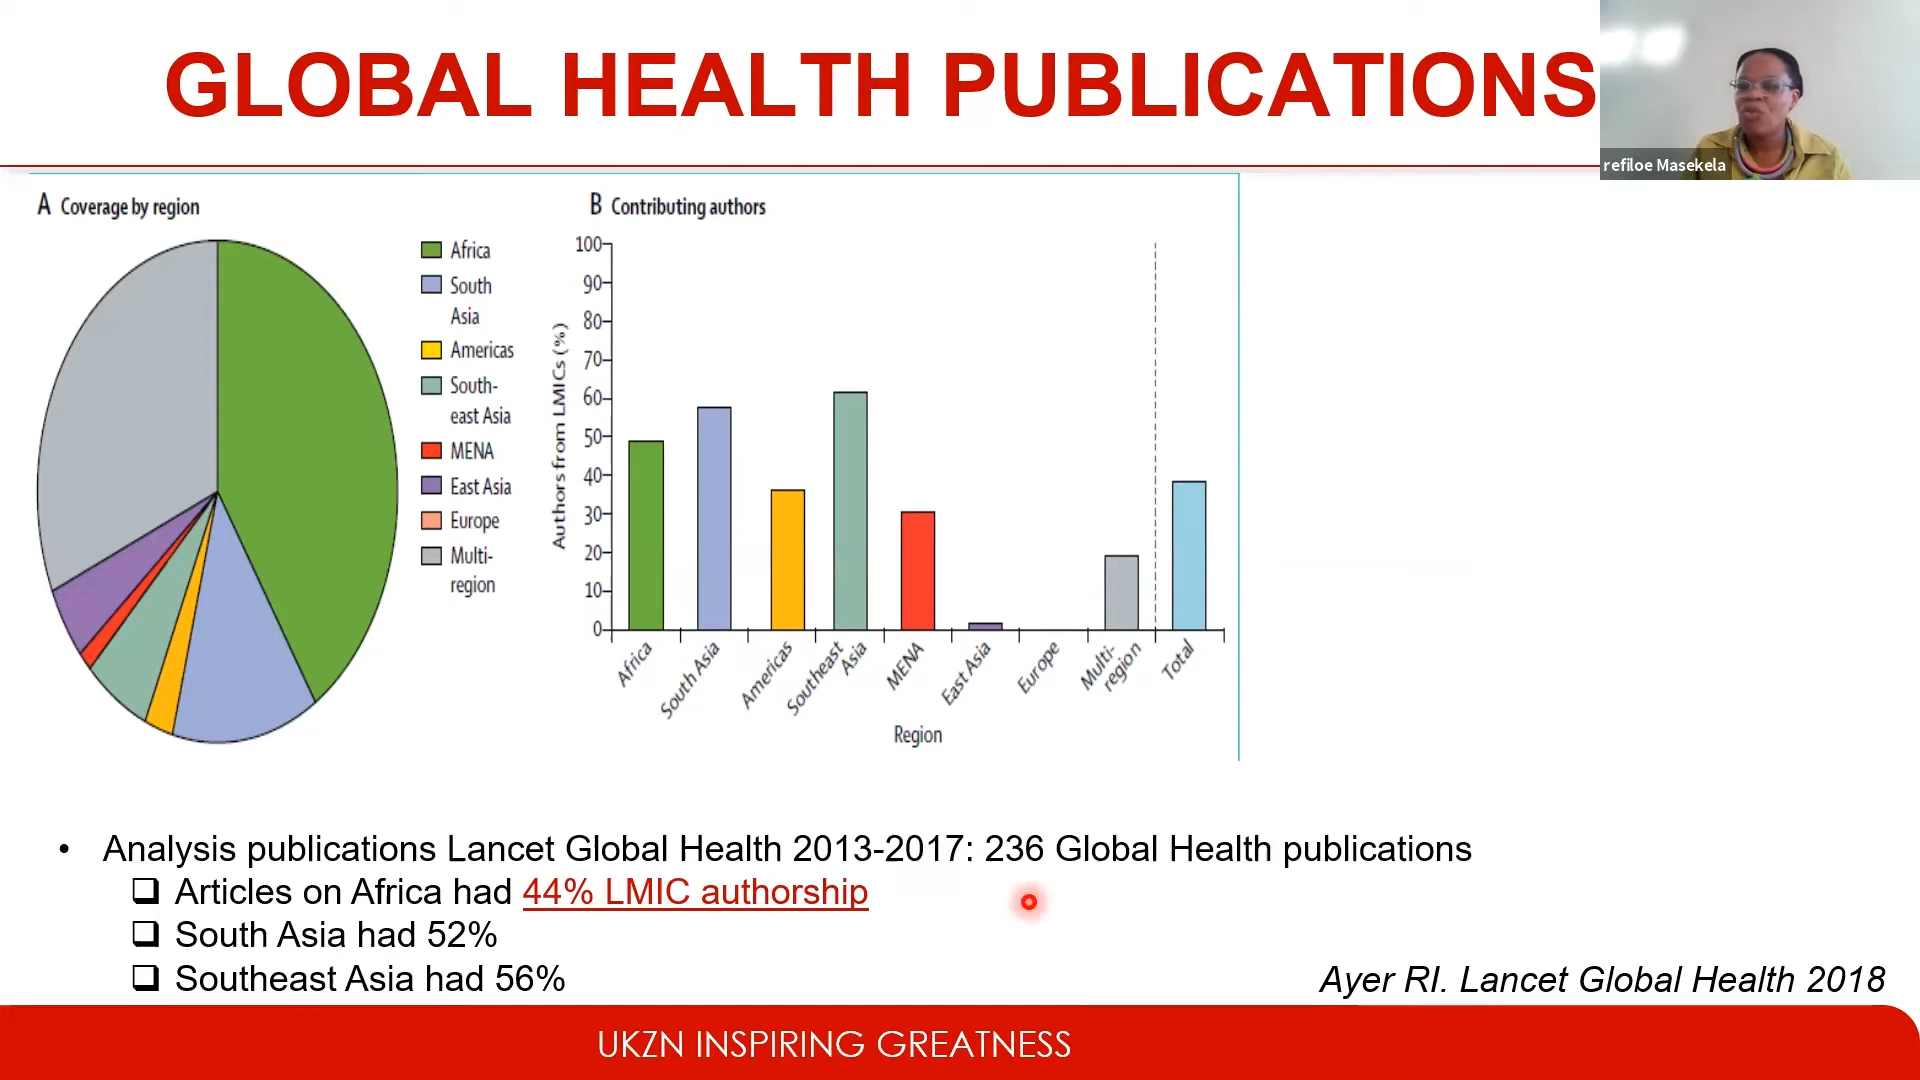 GLOBAL HEALTH PUBLICATIONS
refiloe Masekela
A Coverage by region
Africa
South
Asia
Americas
South-
east Asia
MENA
East Asia
Europe
Multi-
region
B Contributing authors
Authors from LMICs (%)
100
90
80
70
60
50
40
30
20
10
0
Africa
South Asia
Americas
Southeast
Asia
MENA
East Asia
Europe
Multi-
region
Total
Region
• Analysis publications Lancet Global Health 2013-2017: 236 Global Health publications
❑ Articles on Africa had 44% LMIC authorship
❑ South Asia had 52%
❑ Southeast Asia had 56%
Ayer RI. Lancet Global Health 2018
UKZN INSPIRING GREATNESS